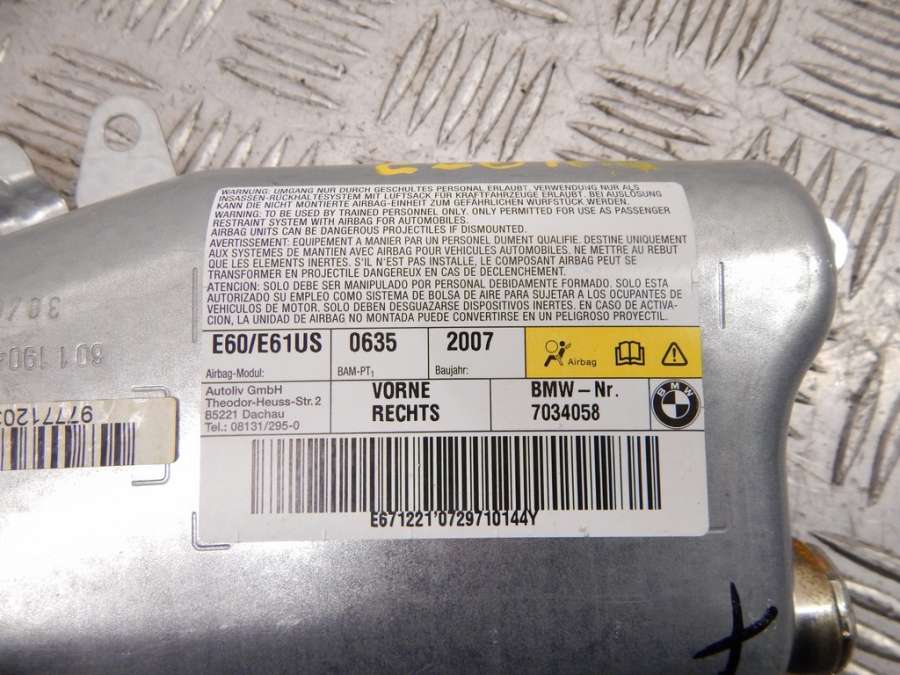 WARNUNG: UMGANG NUR DURCH GESCHULTES PERSONAL ERLAUBT. VERWENDUNG NUR ALS
INSASSEN-RÜCKHALTESYSTEM MIT LUFTSACK FÜR KRAFTFAHRZEUGE ERLAUBT. BEI AUSLÖSUNG
KANN DIE NICHT MONTIERTE AIRBAG-EINHEIT ZUM GEFÄHRLICHEN WURFSTÜCK WERDEN.
WARNING: TO BE USED BY TRAINED PERSONNEL ONLY. ONLY PERMITTED FOR USE AS PASSENGER
RESTRAINT SYSTEM WITH AIRBAG FOR AUTOMOBILES.
AIRBAG UNITS CAN BE DANGEROUS PROJECTILES IF DISMOUNTED.
AVERTISSEMENT: EQUIPEMENT A MANIER PAR UN PERSONEL DUMENT QUALIFIE. DESTINE UNIQUEMENT
AUX SYSTEMES DE MANTIEN AVEC AIRBAG POUR VEHICULES AUTOMOBILES. NE METTRE AU REBUT
QUE LES ELEMENTS INERTES. S'IL N'EST PAS INSTALLÉ, LE COMPOSANT AIRBAG PEUT SE
TRANSFORMER EN PROJECTILE DANGEREUX EN CAS DE DECLENCHEMENT.
ATENCION: SOLO DEBE SER MANIPULADO POR PERSONAL DEBIDAMENTE FORMADO. SOLO ESTA
AUTORIZADO SU EMPLEO COMO SISTEMA DE BOLSA DE AIRE PARA SUJETAR A LOS OCUPANTES DE
VEHICULOS DE MOTOR. SOLO DEBEN DESGUAZARSE DISPOSITIVOS INERTES. EN CASO DE ACTIVA-
CION, LA UNIDAD DE AIRBAG NO MONTADA PUEDE CONVERTIRSE EN UN PELIGROSO PROYECTIL.
E60/E61US 0635 2007
Airbag-Modul: BAM-PT1 Baujahr: Airbag
Autoliv GmbH
Theodor-Heuss-Str.2
85221 Dachau
Tel.: 08131/295-0
VORNE
RECHTS
BMW-Nr.
7034058
BMW
E671221'0729710144Y
30/0
6011904
97771203